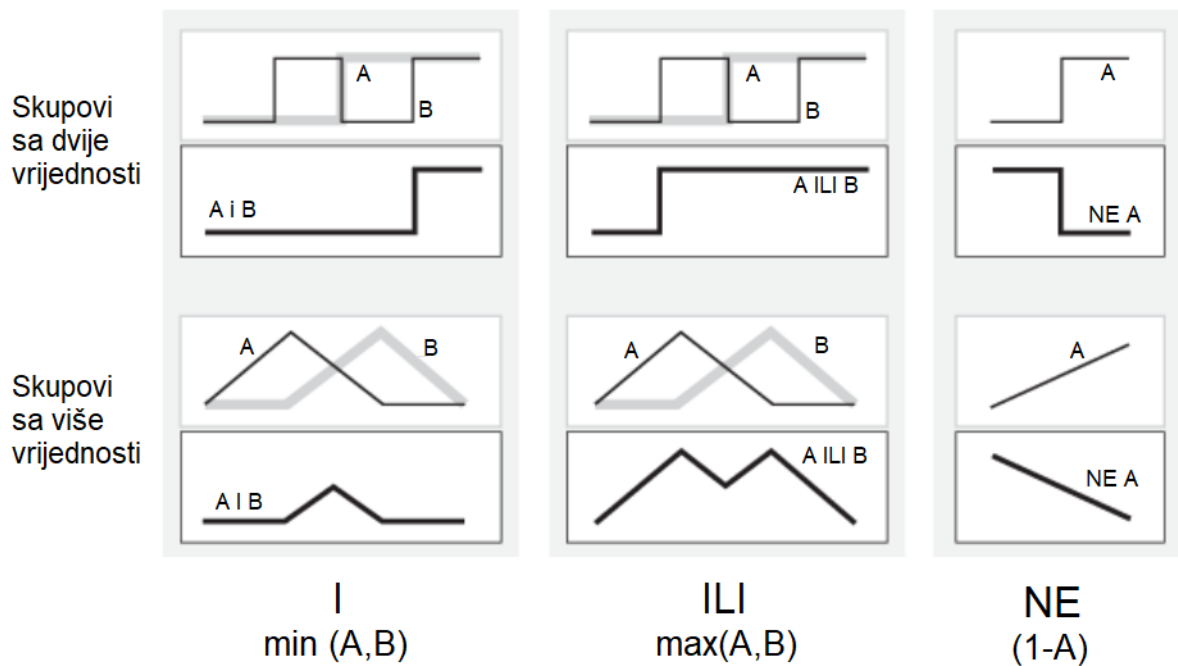 Skupovi
sa dvije
vrijednosti
A
B
A i B
A
B
A ILI B
A
NE A
Skupovi
sa više
vrijednosti
A
B
A I B
A
B
A ILI B
A
NE A
I
min (A,B)
ILI
max(A,B)
NE
(1-A)